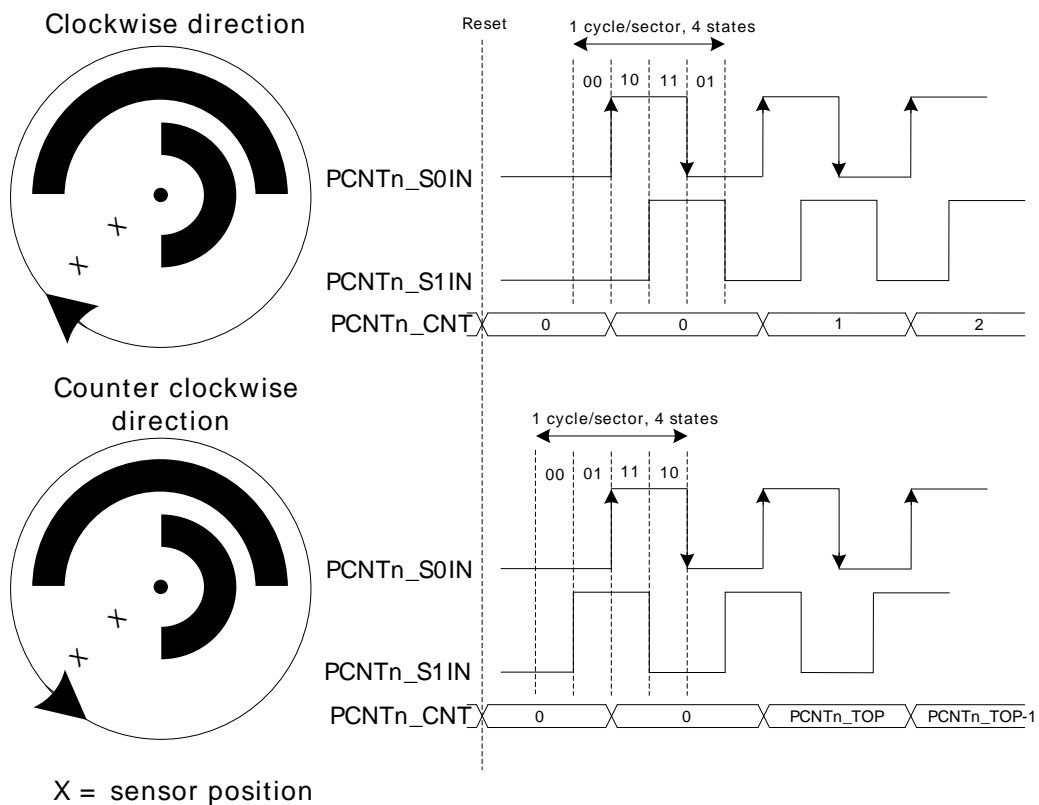 Clockwise direction
Reset
1 cycle/sector, 4 states
00 10 11 01
PCNTn_S0IN
PCNTn_S1IN
PCNTn_CNT 0 0 1 2
X
X
Counter clockwise
direction
1 cycle/sector, 4 states
00 01 11 10
PCNTn_S0IN
PCNTn_S1IN
PCNTn_CNT 0 0 PCNTn_TOP PCNTn_TOP-1
X
X
X = sensor position